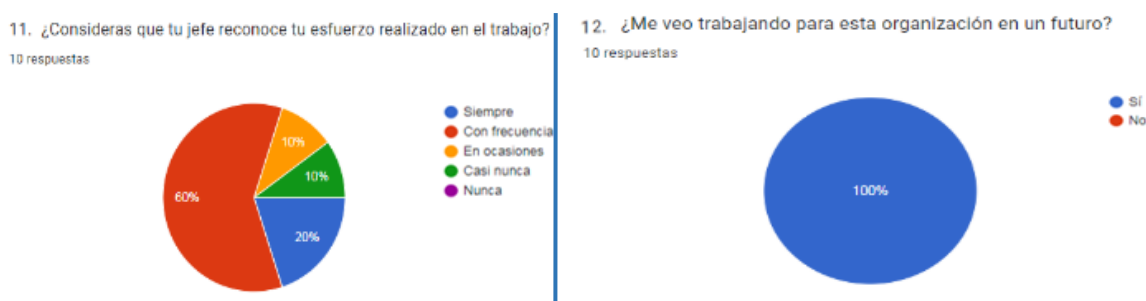 11. ¿Consideras que tu jefe reconoce tu esfuerzo realizado en el trabajo?
10 respuestas
Siempre
Con frecuencia
En ocasiones
Casi nunca
Nunca
10%
10%
60%
20%
12. ¿Me veo trabajando para esta organización en un futuro?
10 respuestas
Sí
No
100%